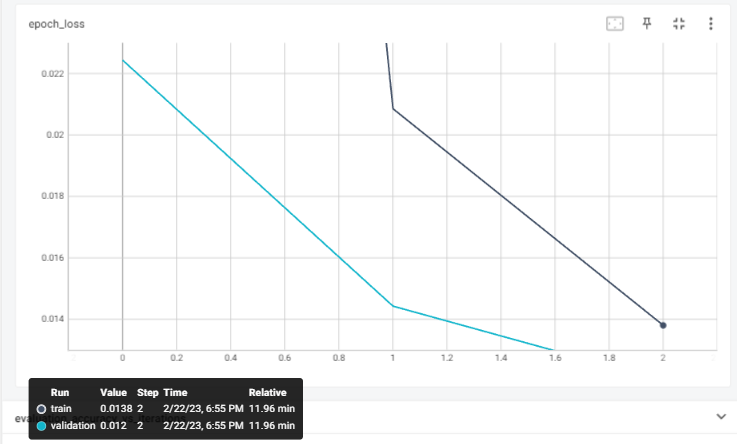 epoch_loss
0.022
0.02
0.018
0.016
0.014
0 0.2 0.4 0.6 0.8 1 1.2 1.4 1.6 1.8 2
Run Value Step Time Relative
train 0.0138 2 2/22/23, 6:55 PM 11.96 min
evaluation_accuracy_vs_iterations
validation 0.012 2 2/22/23, 6:55 PM 11.96 min